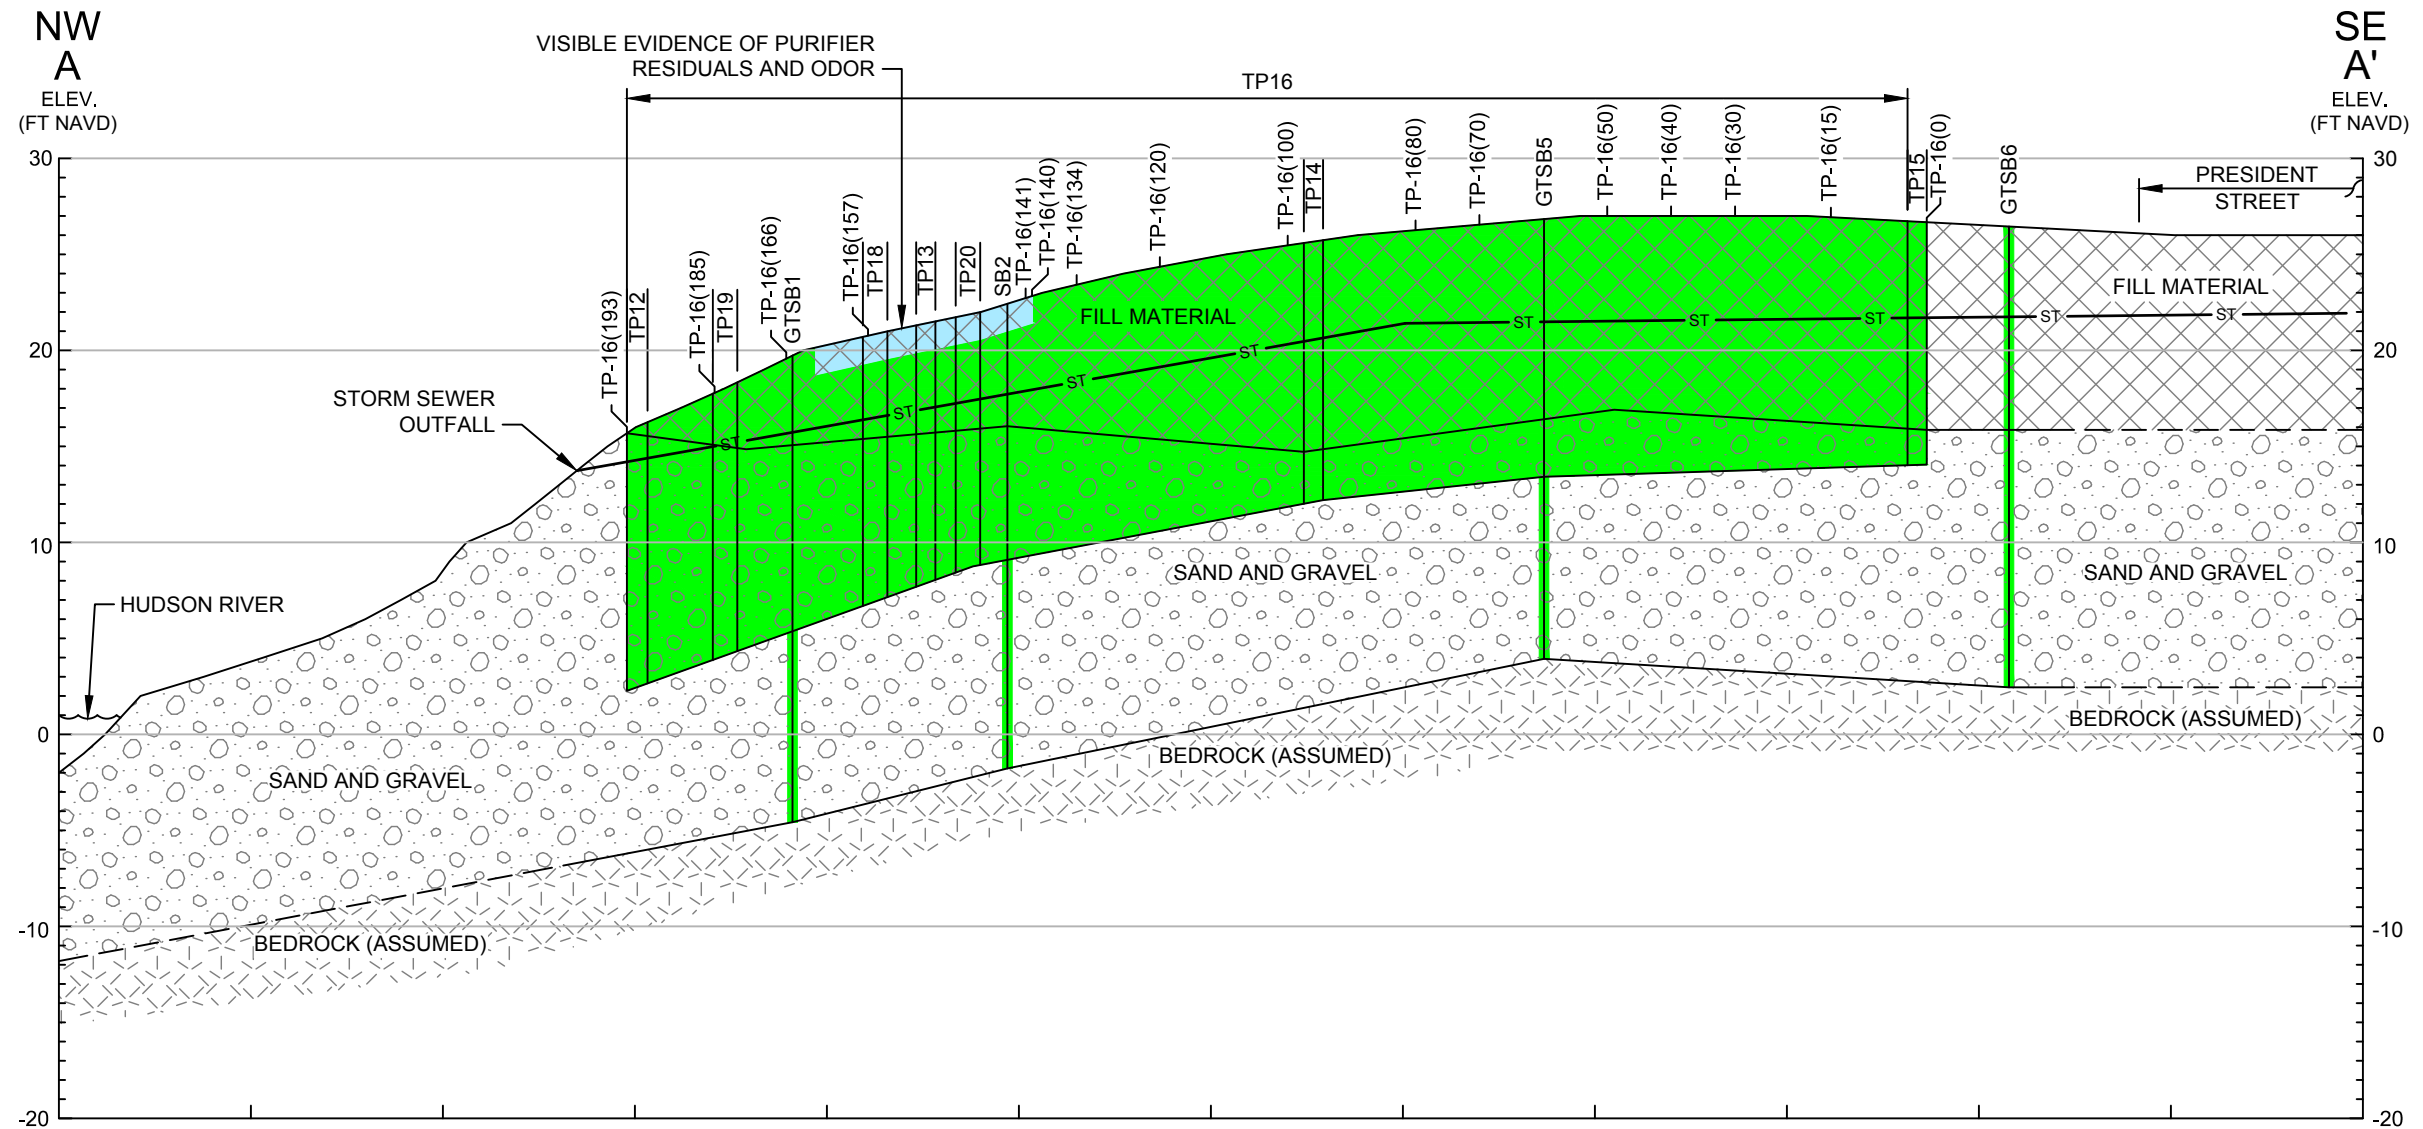 NW
A
ELEV.
(FT NAVD)
SE
A'
ELEV.
(FT NAVD)
VISIBLE EVIDENCE OF PURIFIER
RESIDUALS AND ODOR
TP16
TP-16(193)
TP12
TP-16(185)
TP19
TP-16(166)
GTSB1
TP-16(157)
TP18
TP13
TP20
SB2
TP-16(141)
TP-16(140)
TP-16(134)
TP-16(120)
TP-16(100)
TP14
TP-16(80)
TP-16(70)
GTSB5
TP-16(50)
TP-16(40)
TP-16(30)
TP-16(15)
TP15
TP-16(0)
GTSB6
PRESIDENT
STREET
30
20
10
0
-10
-20
30
20
10
0
-10
-20
FILL MATERIAL
FILL MATERIAL
ST
ST
ST
ST
ST
ST
ST
ST
ST
STORM SEWER
OUTFALL
HUDSON RIVER
SAND AND GRAVEL
SAND AND GRAVEL
SAND AND GRAVEL
BEDROCK (ASSUMED)
BEDROCK (ASSUMED)
BEDROCK (ASSUMED)